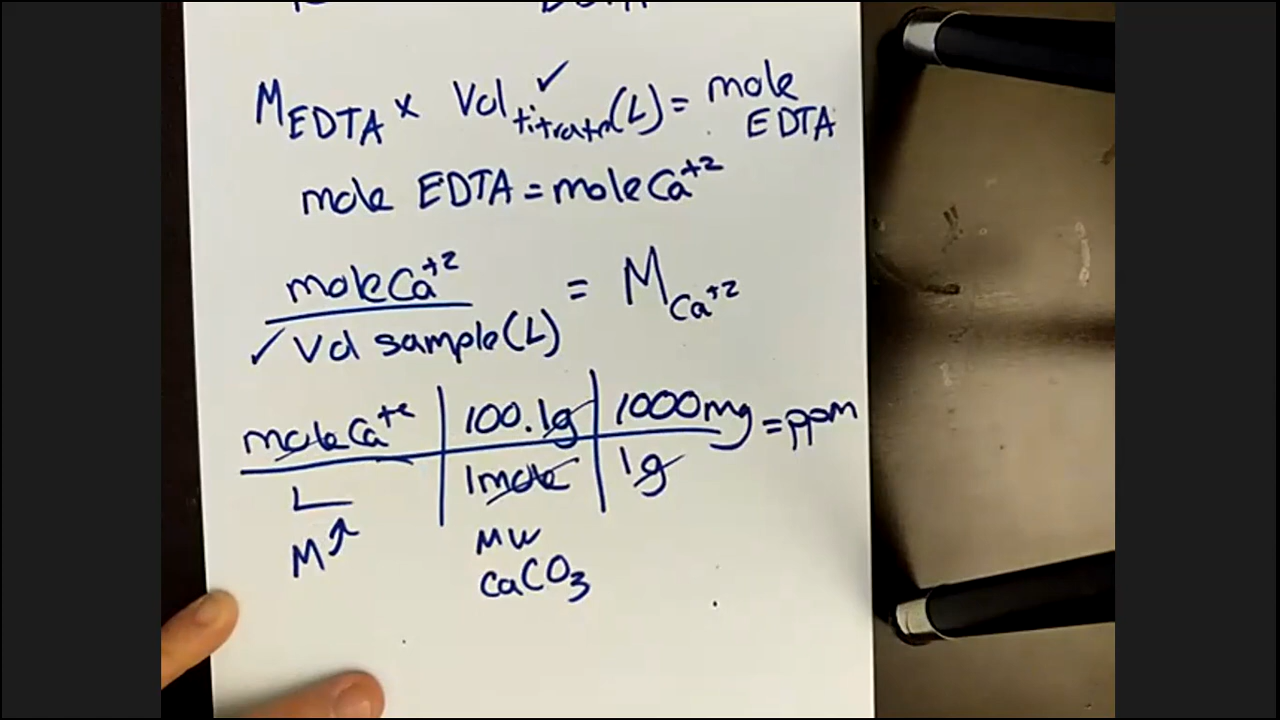 M EDTA x Vol titratn (L) = mole EDTA
mole EDTA = mole Ca+2
mole Ca+2 / Vol sample (L) = M Ca+2
✓
✓
mole Ca+2 | 100.1g | 1000mg = ppm
L | 1mole | 1g
M MW
CaCO3